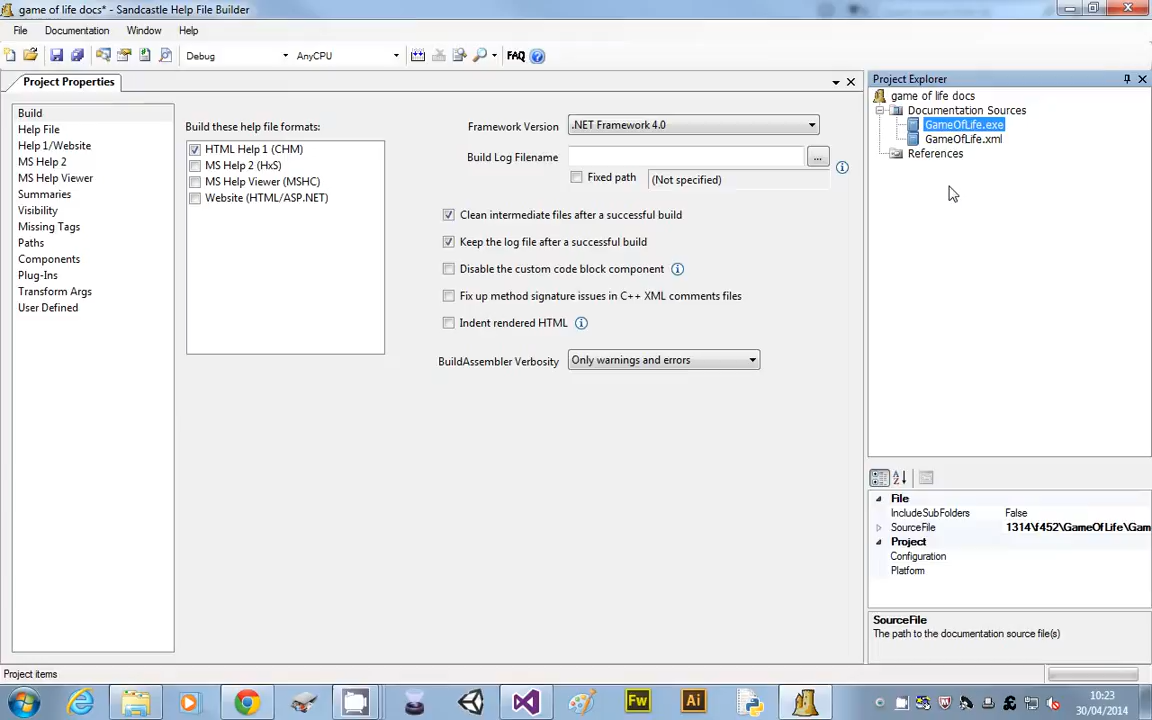 game of life docs* - Sandcastle Help File Builder
File Documentation Window Help
Debug AnyCPU FAQ
Project Properties
Build
Help File
Help 1/Website
MS Help 2
MS Help Viewer
Summaries
Visibility
Missing Tags
Paths
Components
Plug-Ins
Transform Args
User Defined
Build these help file formats:
HTML Help 1 (CHM)
MS Help 2 (HxS)
MS Help Viewer (MSHC)
Website (HTML/ASP.NET)
Framework Version .NET Framework 4.0
Build Log Filename ...
Fixed path (Not specified)
Clean intermediate files after a successful build
Keep the log file after a successful build
Disable the custom code block component
Fix up method signature issues in C++ XML comments files
Indent rendered HTML
BuildAssembler Verbosity Only warnings and errors
Project Explorer
game of life docs
Documentation Sources
GameOfLife.exe
GameOfLife.xml
References
File
IncludeSubFolders False
SourceFile 1314\f452\GameOfLife\Gam
Project
Configuration
Platform
SourceFile
The path to the documentation source file(s)
Project items
Fw Ai
10:23
30/04/2014